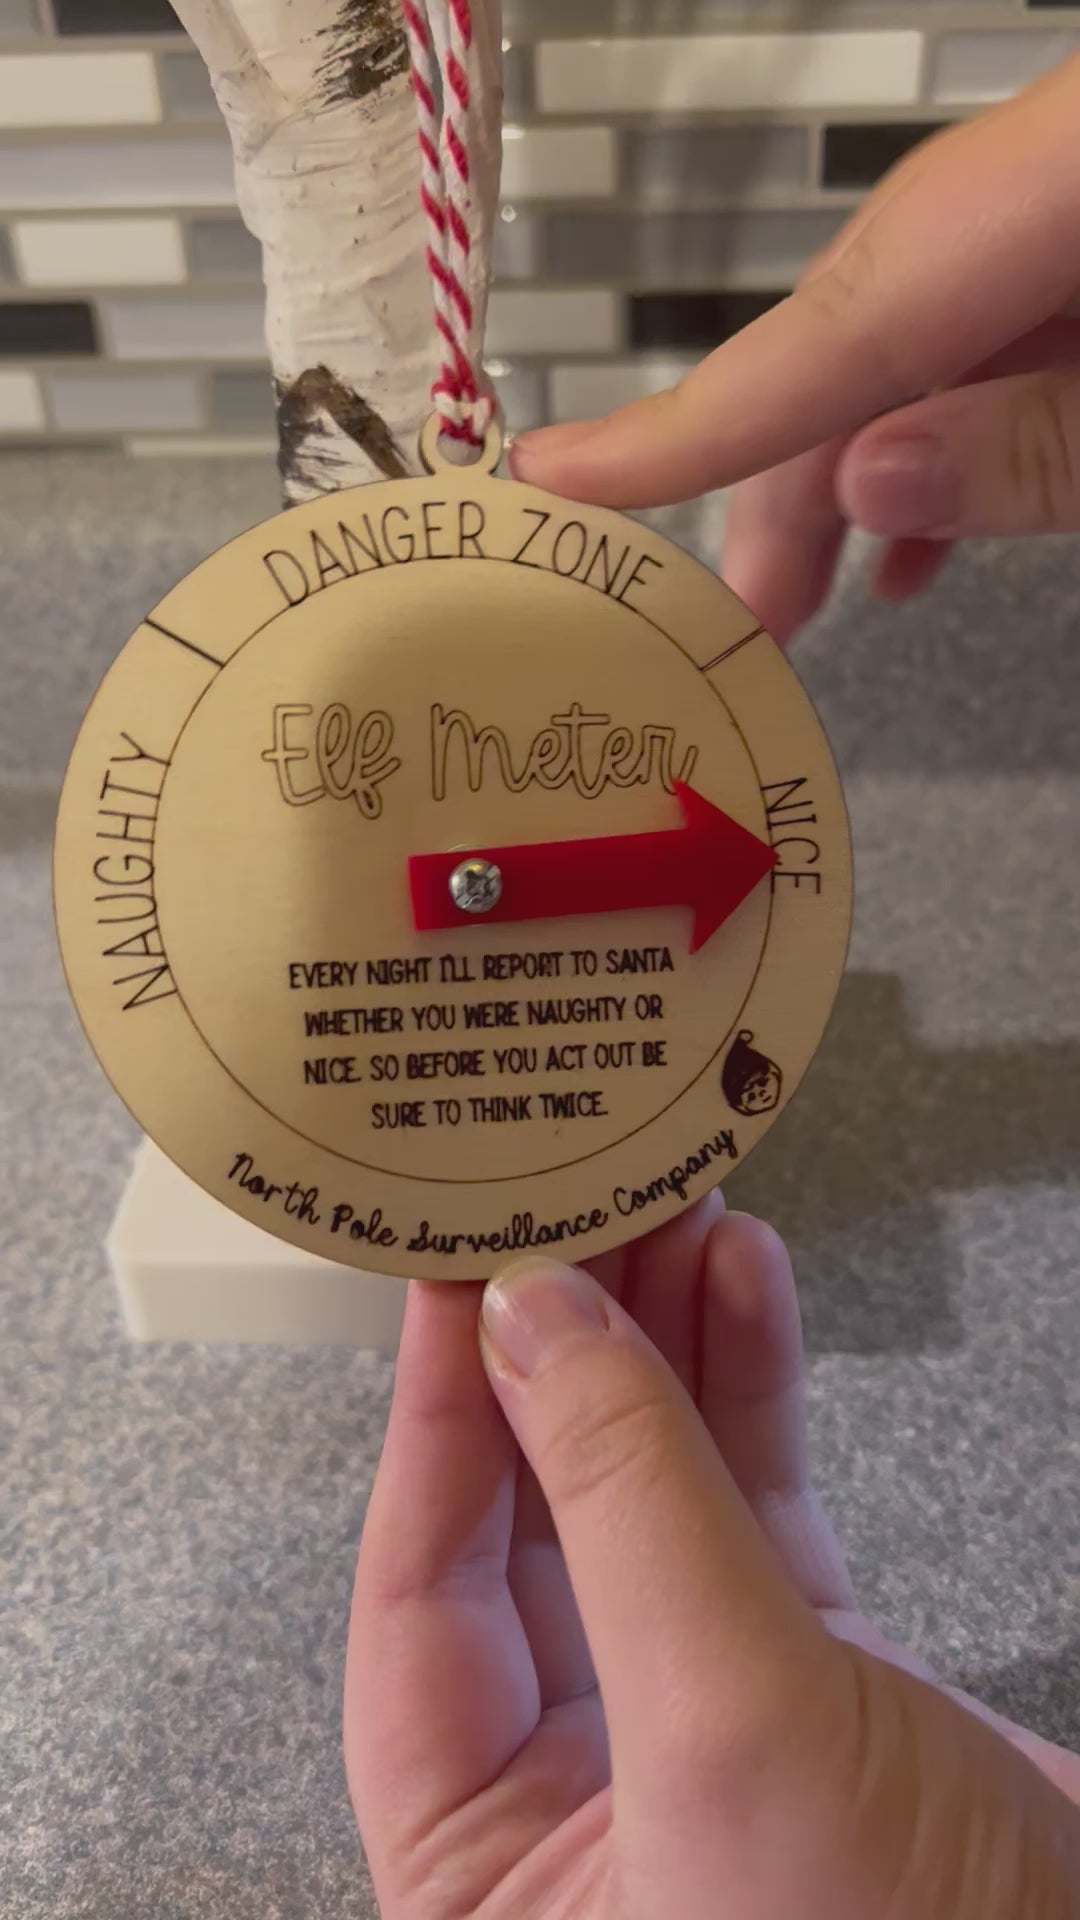 DANGER ZONE
NAUGHTY
Elf Meter
NICE
EVERY NIGHT I'LL REPORT TO SANTA
WHETHER YOU WERE NAUGHTY OR
NICE. SO BEFORE YOU ACT OUT BE
SURE TO THINK TWICE.
North Pole Surveillance Company